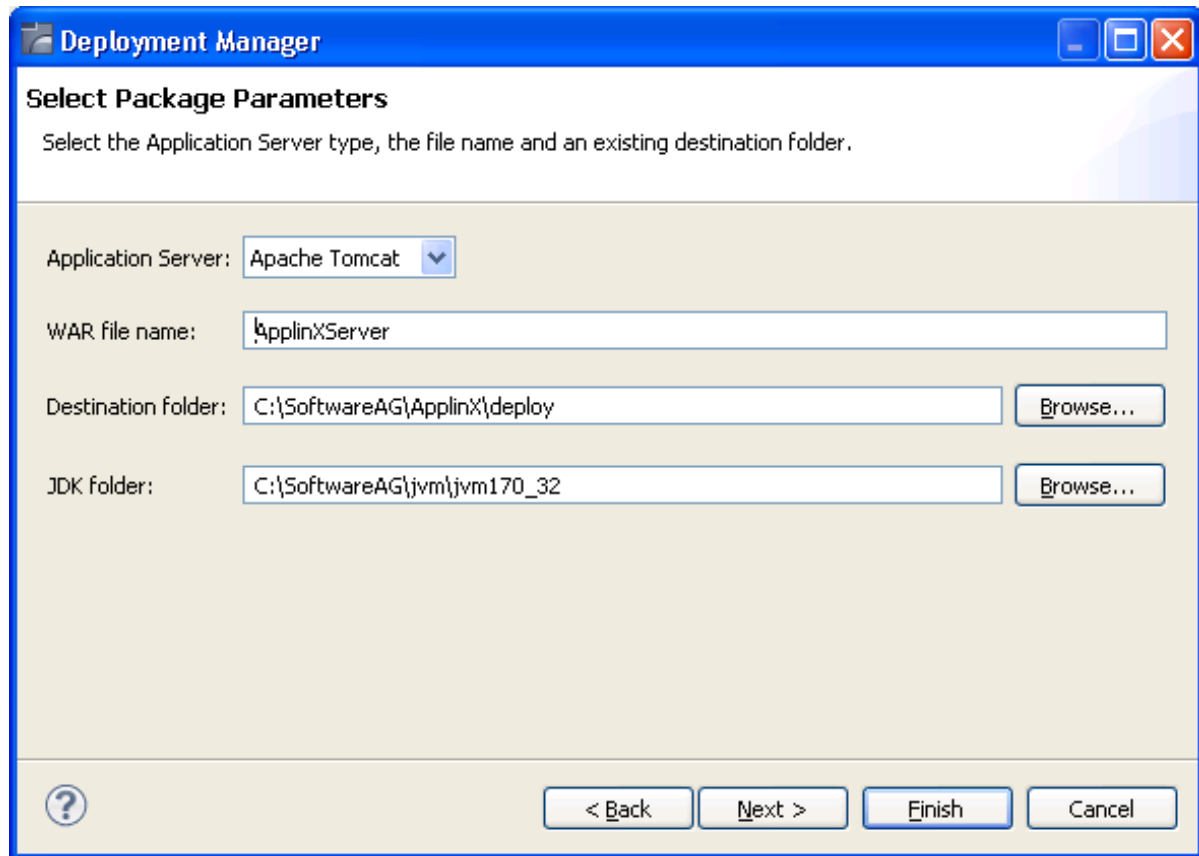 Deployment Manager
Select Package Parameters
Select the Application Server type, the file name and an existing destination folder.
Application Server: Apache Tomcat
WAR file name: ApplinXServer
Destination folder: C:\SoftwareAG\ApplinX\deploy Browse...
JDK folder: C:\SoftwareAG\jvm\jvm170_32 Browse...
? < Back Next > Finish Cancel